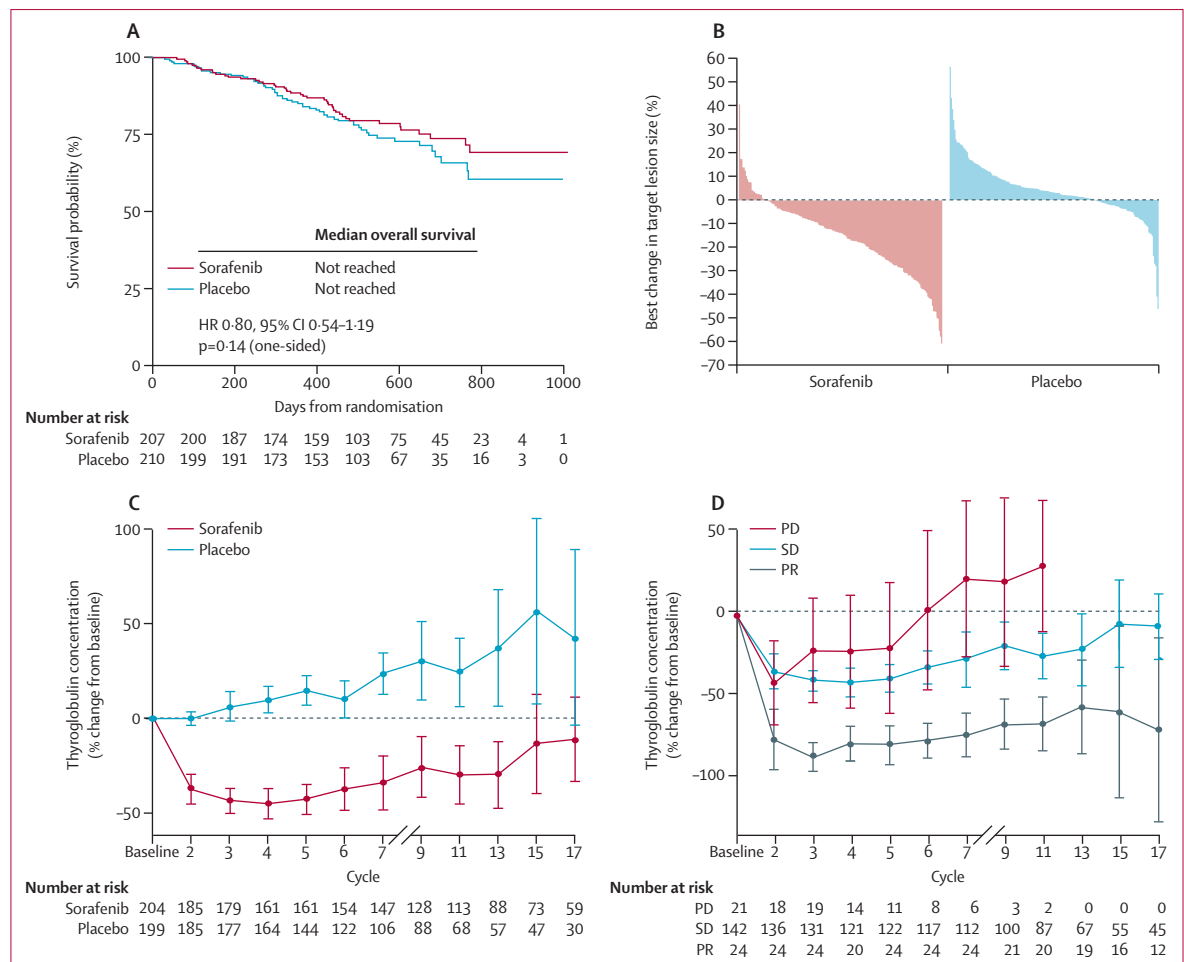 A
100
75
50
25
0
Survival probability (%)
Median overall survival
Sorafenib Not reached
Placebo Not reached
HR 0·80, 95% CI 0·54–1·19
p=0·14 (one-sided)
0 200 400 600 800 1000
Days from randomisation
Number at risk
Sorafenib 207 200 187 174 159 103 75 45 23 4 1
Placebo 210 199 191 173 153 103 67 35 16 3 0
B
60
50
40
30
20
10
0
–10
–20
–30
–40
–50
–60
–70
Best change in target lesion size (%)
Sorafenib Placebo
C
100
50
0
–50
Thyroglobulin concentration
(% change from baseline)
Sorafenib
Placebo
Baseline 2 3 4 5 6 7 9 11 13 15 17
Cycle
Number at risk
Sorafenib 204 185 179 161 161 154 147 128 113 88 73 59
Placebo 199 185 177 164 144 122 106 88 68 57 47 30
D
50
0
–50
–100
Thyroglobulin concentration
(% change from baseline)
PD
SD
PR
Baseline 2 3 4 5 6 7 9 11 13 15 17
Cycle
Number at risk
PD 21 18 19 14 11 8 6 3 2 0 0 0
SD 142 136 131 121 122 117 112 100 87 67 55 45
PR 24 24 24 20 24 24 24 21 20 19 16 12